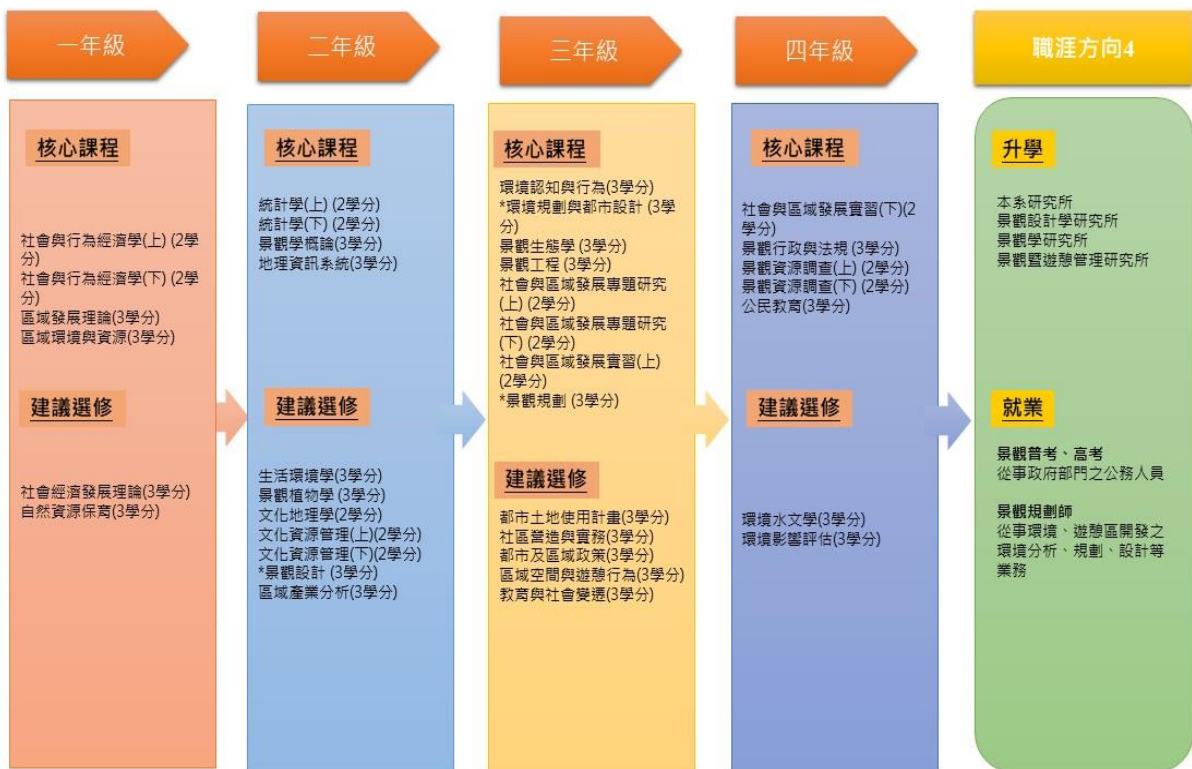 一年級
核心課程
社會與行為經濟學(上) (2學
分)
社會與行為經濟學(下) (2學
分)
區域發展理論(3學分)
區域環境與資源(3學分)
建議選修
社會經濟發展理論(3學分)
自然資源保育(3學分)
二年級
核心課程
統計學(上) (2學分)
統計學(下) (2學分)
景觀學概論(3學分)
地理資訊系統(3學分)
建議選修
生活環境學(3學分)
景觀植物學 (3學分)
文化地理學(2學分)
文化資源管理(上)(2學分)
文化資源管理(下)(2學分)
*景觀設計 (3學分)
區域產業分析(3學分)
三年級
核心課程
環境認知與行為(3學分)
*環境規劃與都市設計 (3學
分)
景觀生態學 (3學分)
景觀工程 (3學分)
社會與區域發展專題研究
(上) (2學分)
社會與區域發展專題研究
(下) (2學分)
社會與區域發展實習(上)
(2學分)
*景觀規劃 (3學分)
建議選修
都市土地使用計畫(3學分)
社區營造與實務(3學分)
都市及區域政策(3學分)
區域空間與遊憩行為(3學分)
教育與社會變遷(3學分)
四年級
核心課程
社會與區域發展實習(下)(2
學分)
景觀行政與法規 (3學分)
景觀資源調查(上) (2學分)
景觀資源調查(下) (2學分)
公民教育(3學分)
建議選修
環境水文學(3學分)
環境影響評估(3學分)
職涯方向4
升學
本系研究所
景觀設計學研究所
景觀學研究所
景觀暨遊憩管理研究所
就業
景觀普考、高考
從事政府部門之公務人員
景觀規劃師
從事環境、遊憩區開發之
環境分析、規劃、設計等
業務